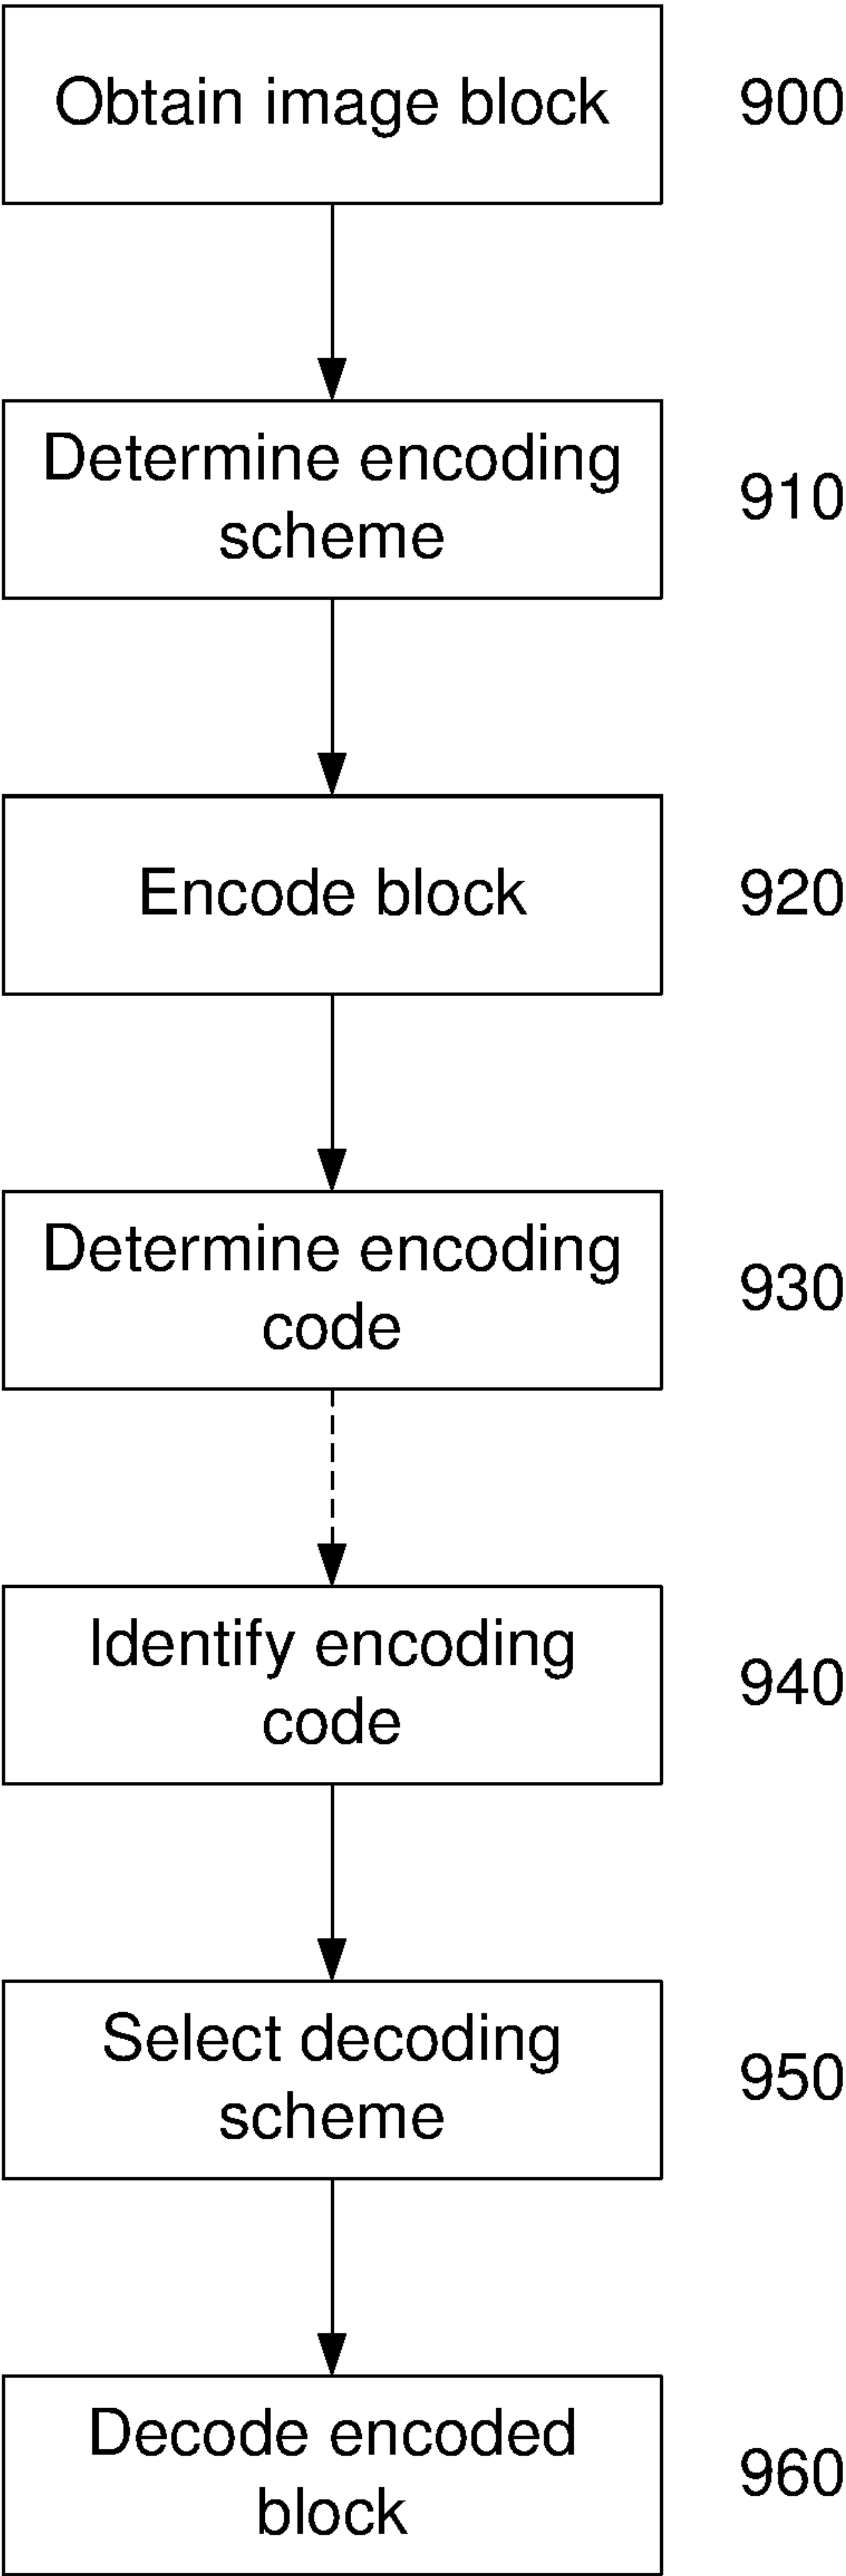 Obtain image block
900
Determine encoding
scheme
910
Encode block
920
Determine encoding
code
930
Identify encoding
code
940
Select decoding
scheme
950
Decode encoded
block
960